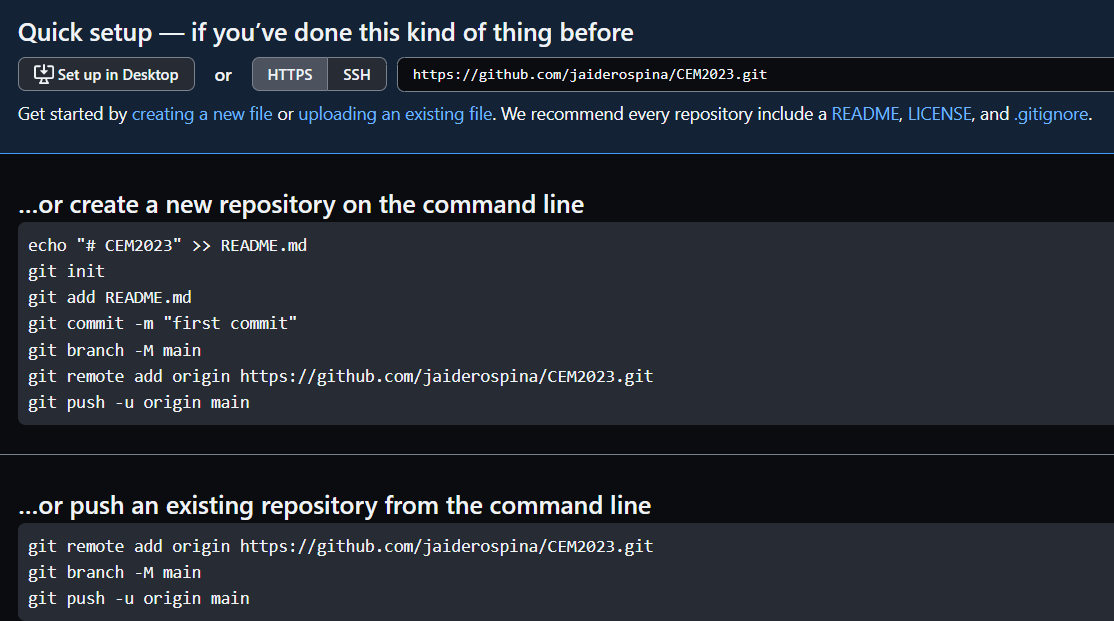 Quick setup — if you’ve done this kind of thing before
Set up in Desktop or HTTPS SSH https://github.com/jaiderospina/CEM2023.git
Get started by creating a new file or uploading an existing file. We recommend every repository include a README, LICENSE, and .gitignore.
...or create a new repository on the command line
echo "# CEM2023" >> README.md
git init
git add README.md
git commit -m "first commit"
git branch -M main
git remote add origin https://github.com/jaiderospina/CEM2023.git
git push -u origin main
...or push an existing repository from the command line
git remote add origin https://github.com/jaiderospina/CEM2023.git
git branch -M main
git push -u origin main